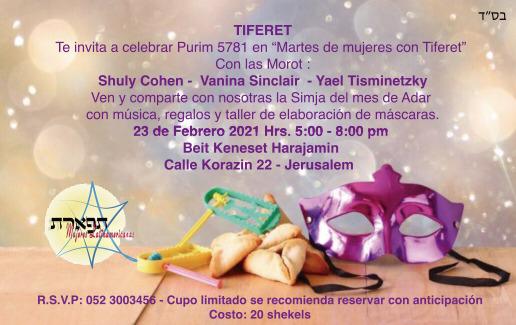 בס״ד
TIFERET
Te invita a celebrar Purim 5781 en “Martes de mujeres con Tiferet”
Con las Morot :
Shuly Cohen - Vanina Sinclair - Yael Tisminetzky
Ven y comparte con nosotras la Simja del mes de Adar
con música, regalos y taller de elaboración de máscaras.
23 de Febrero 2021 Hrs. 5:00 - 8:00 pm
Beit Keneset Harajamin
Calle Korazin 22 - Jerusalem
תפארת
Mujeres Latinoamericanas
R.S.V.P: 052 3003456 - Cupo limitado se recomienda reservar con anticipación
Costo: 20 shekels